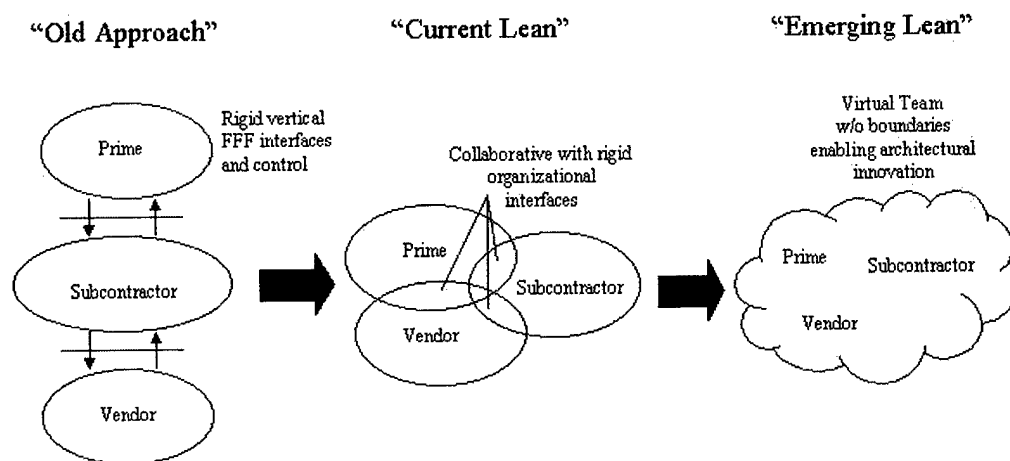 “Old Approach”
“Current Lean”
“Emerging Lean”
Rigid vertical
FFF interfaces
and control
Prime
Subcontractor
Vendor
Collaborative with rigid
organizational
interfaces
Prime
Subcontractor
Vendor
Virtual Team
w/o boundaries
enabling architectural
innovation
Prime
Subcontractor
Vendor